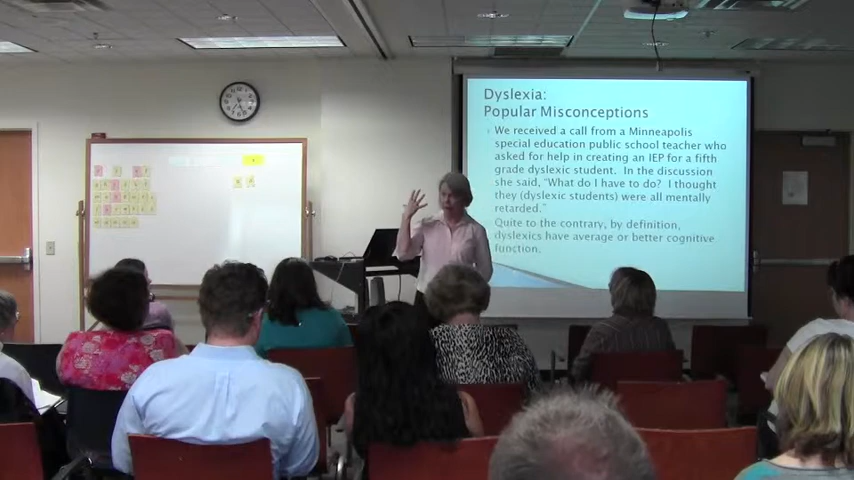 Dyslexia:
Popular Misconceptions
We received a call from a Minneapolis
special education public school teacher who
asked for help in creating an IEP for a fifth
grade dyslexic student. In the discussion
she said, "What do I have to do? I thought
they (dyslexic students) were all mentally
retarded."
Quite to the contrary, by definition,
dyslexics have average or better cognitive
function.